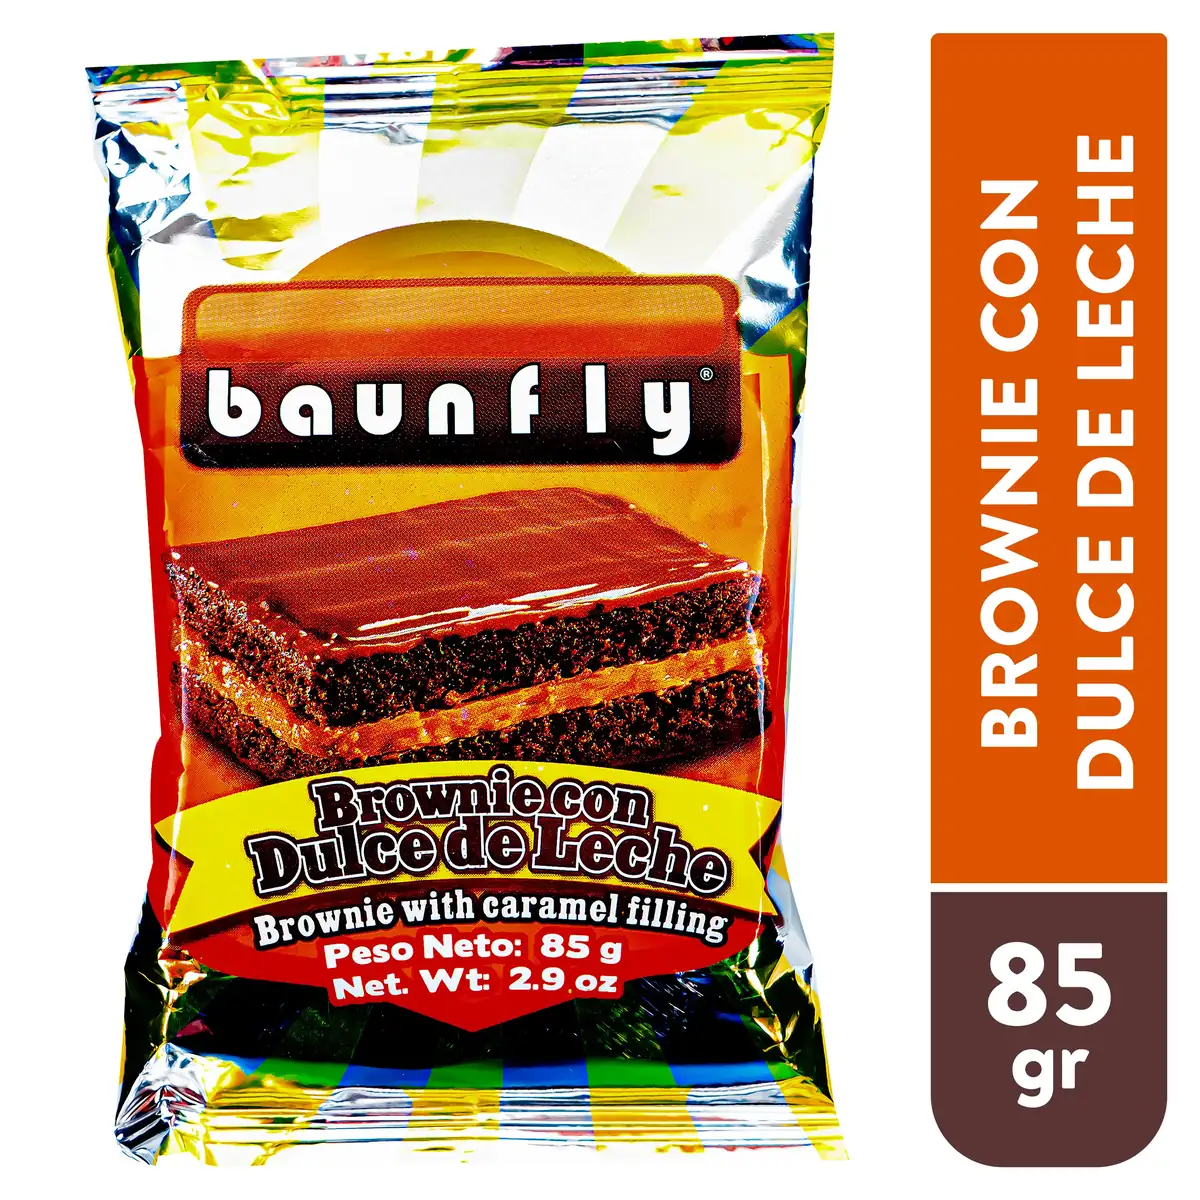 baunfly®
Brownie con
Dulce de Leche
Brownie with caramel filling
Peso Neto: 85 g
Net. Wt: 2.9.oz
BROWNIE CON
DULCE DE LECHE
85
gr